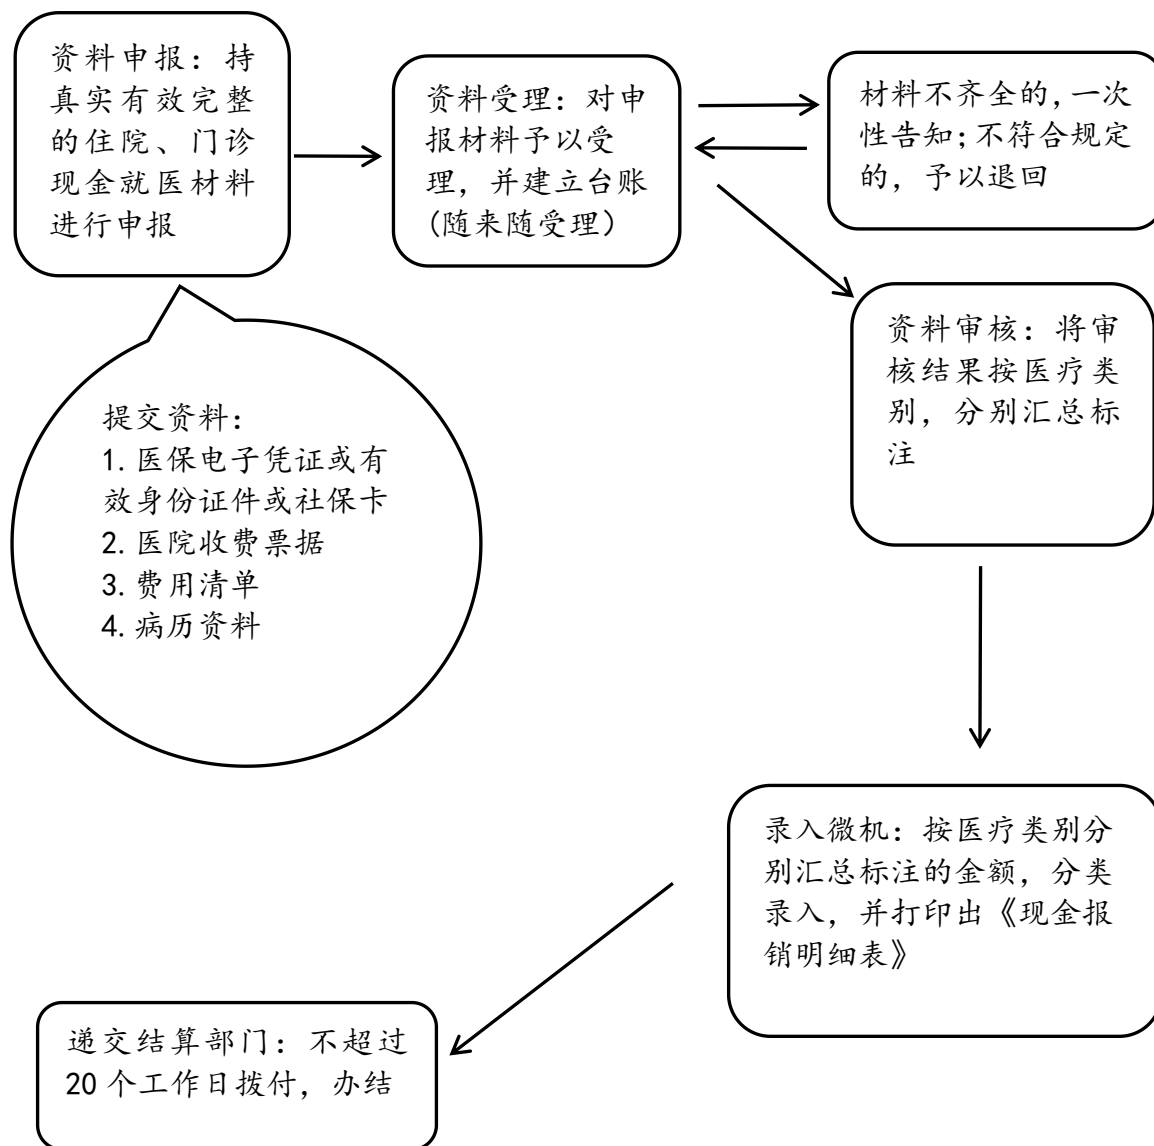 资料申报：持
真实有效完整
的住院、门诊
现金就医材料
进行申报
资料受理：对申
报材料予以受
理，并建立台账
(随来随受理）
材料不齐全的,一次
性告知;不符合规定
的，予以退回
资料审核：将审
核结果按医疗类
别，分别汇总标
注
提交资料：
1.医保电子凭证或有
效身份证件或社保卡
2.医院收费票据
3.费用清单
4.病历资料
录入微机：按医疗类别分
别汇总标注的金额，分类
录入，并打印出《现金报
销明细表》
递交结算部门：不超过
20个工作日拨付，办结